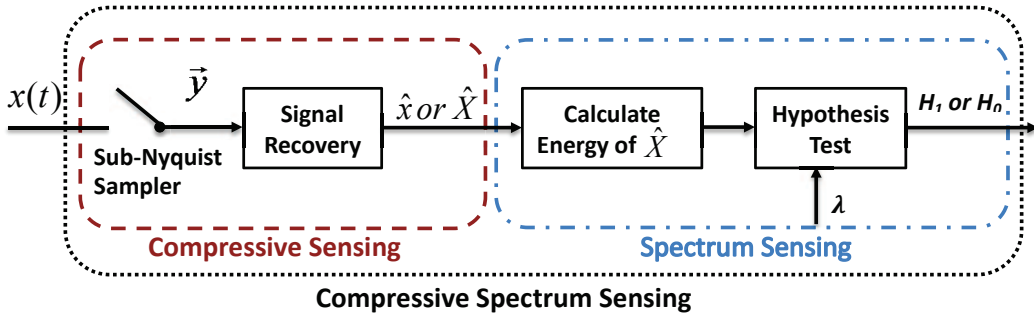 x(t)
y⃗
Sub-Nyquist
Sampler
Signal
Recovery
x̂ or X̂
Calculate
Energy of X̂
Hypothesis
Test
λ
H₁ or H₀
Compressive Sensing
Spectrum Sensing
Compressive Spectrum Sensing